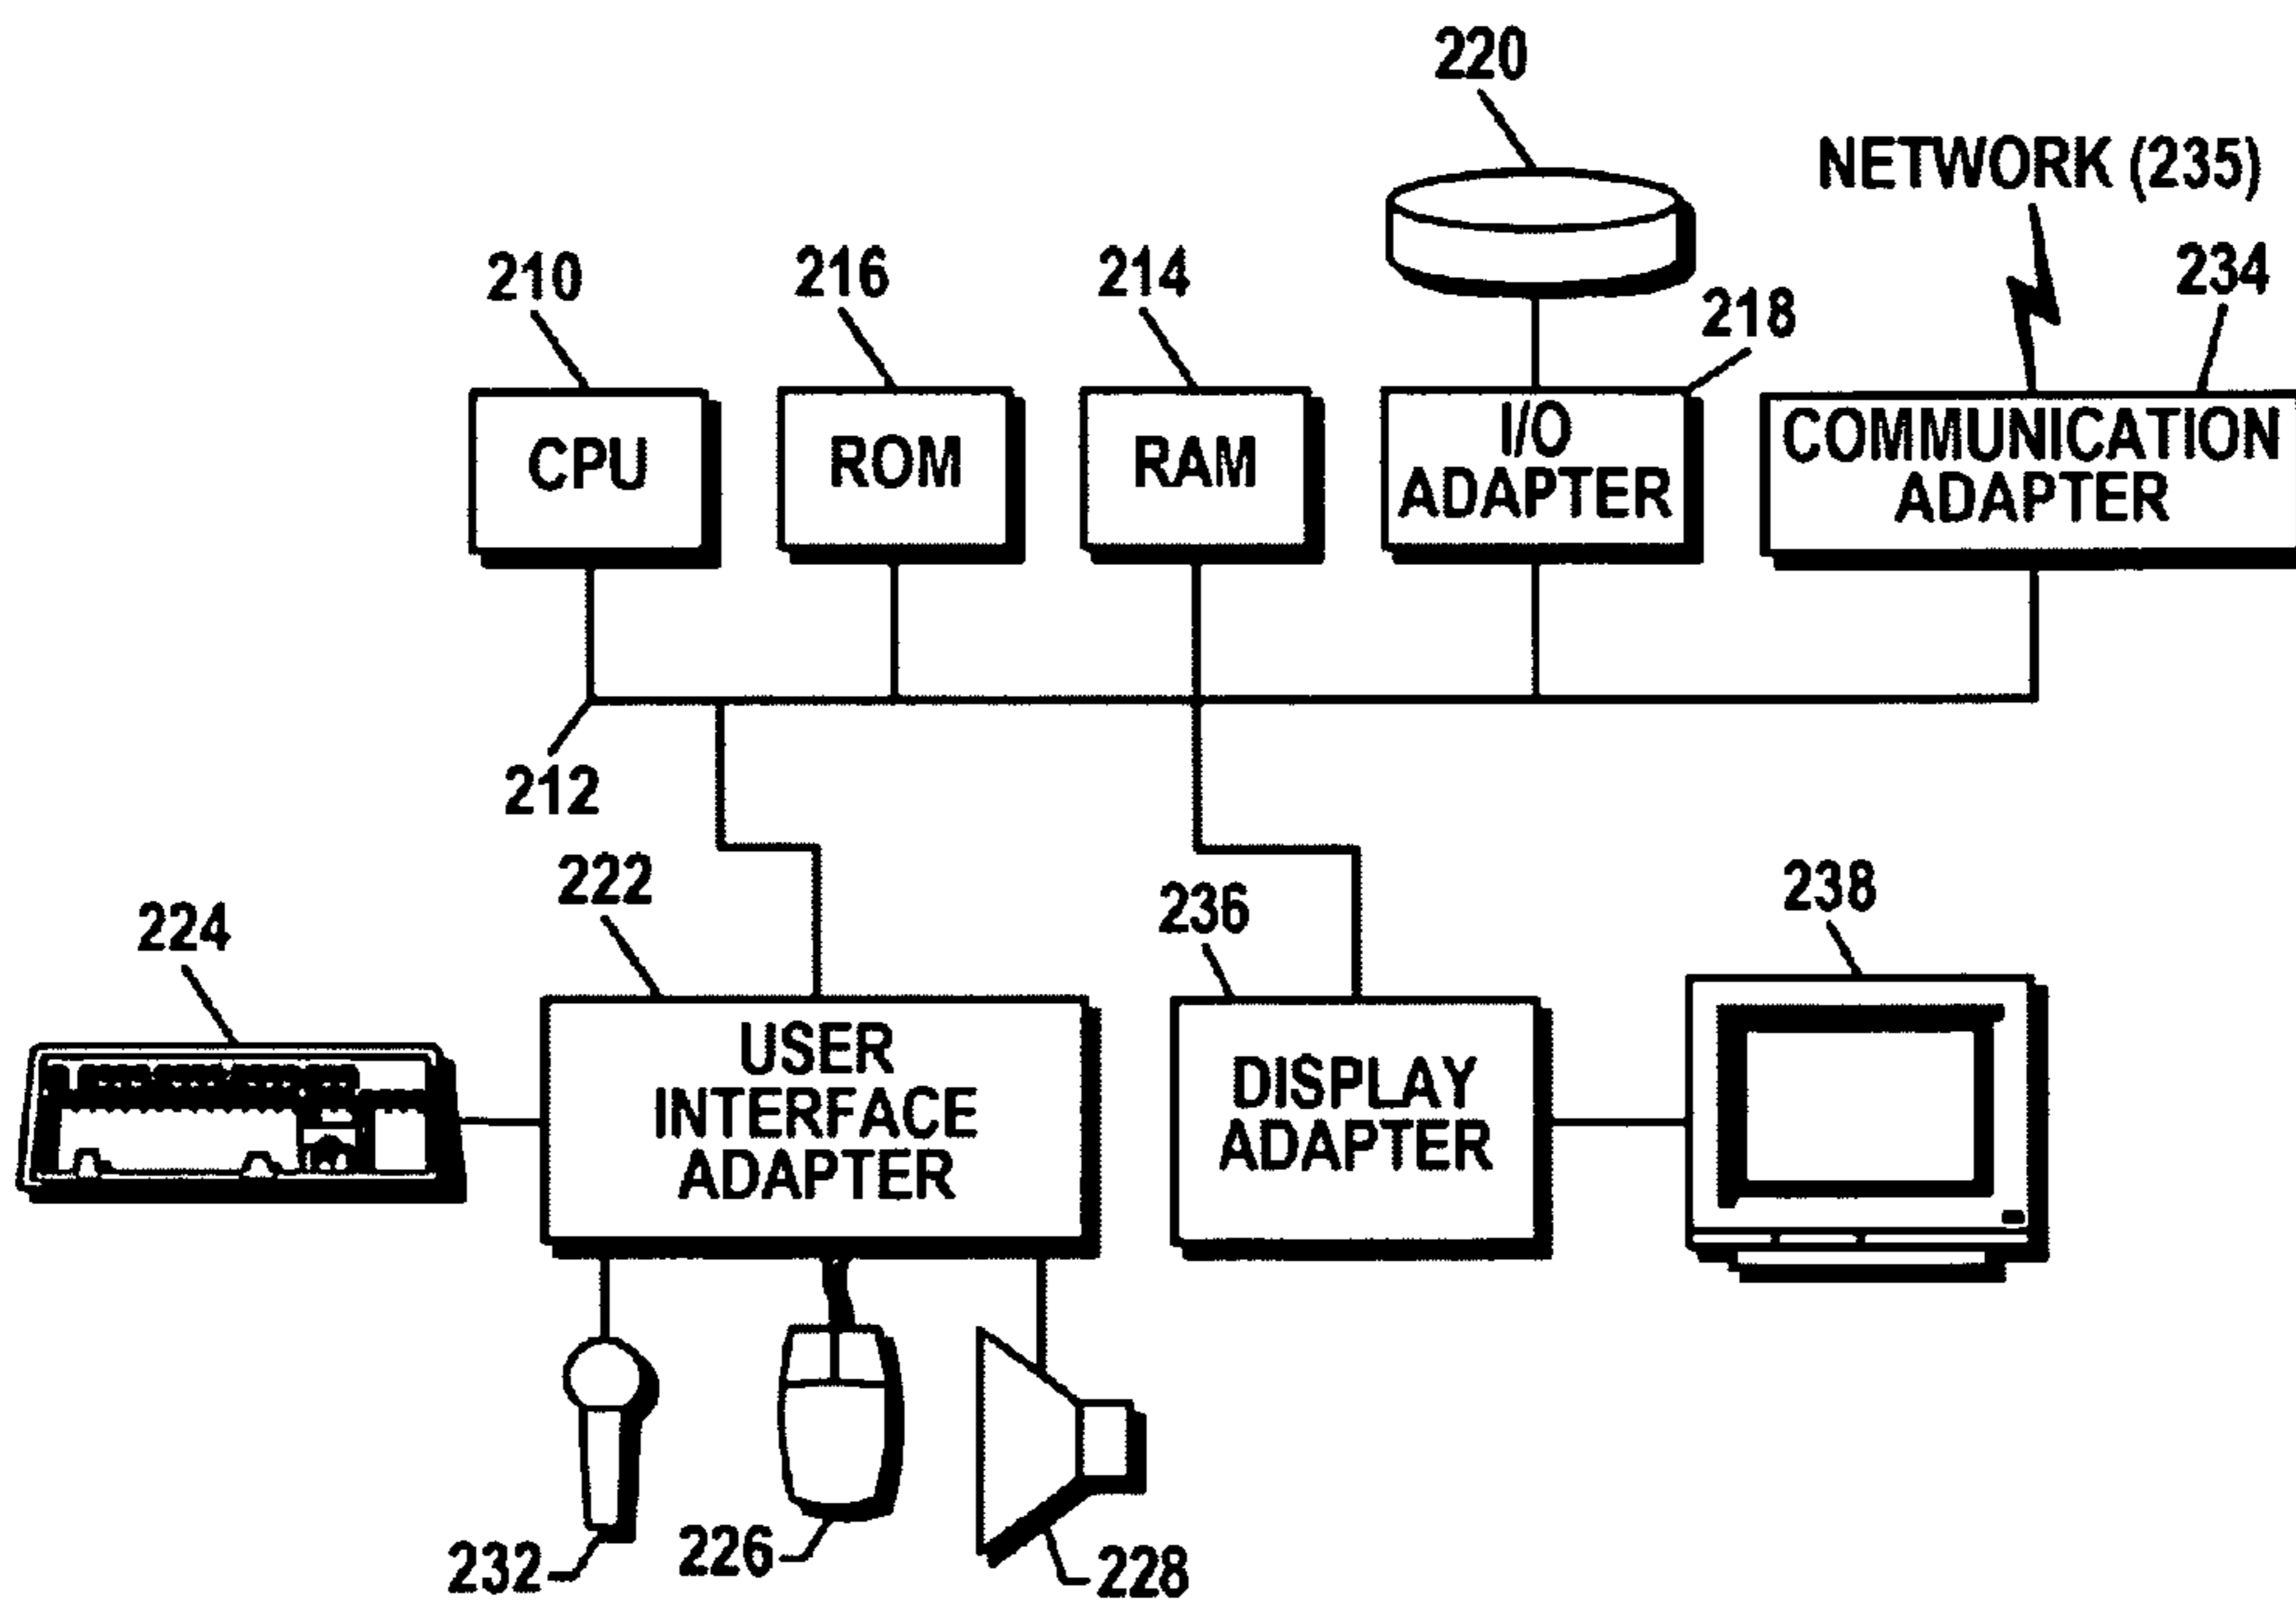 220
NETWORK (235)
210
216
214
218
234
CPU
ROM
RAM
I/O
ADAPTER
COMMUNICATION
ADAPTER
212
222
224
236
238
USER
INTERFACE
ADAPTER
DISPLAY
ADAPTER
232
226
228